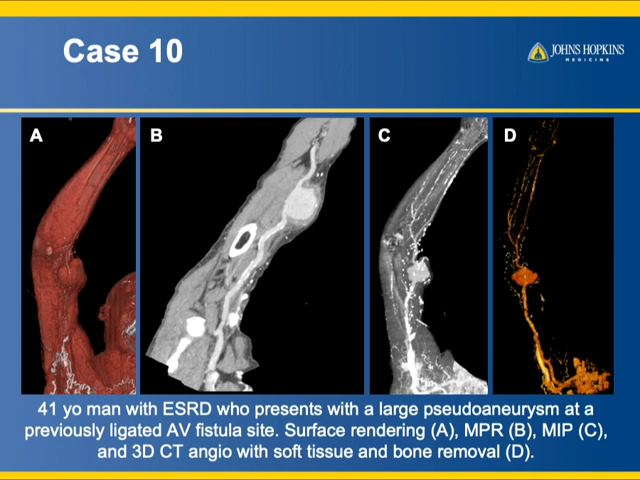 Case 10
JOHNS HOPKINS
MEDICINE
A
B
C
D
41 yo man with ESRD who presents with a large pseudoaneurysm at a
previously ligated AV fistula site. Surface rendering (A), MPR (B), MIP (C),
and 3D CT angio with soft tissue and bone removal (D).